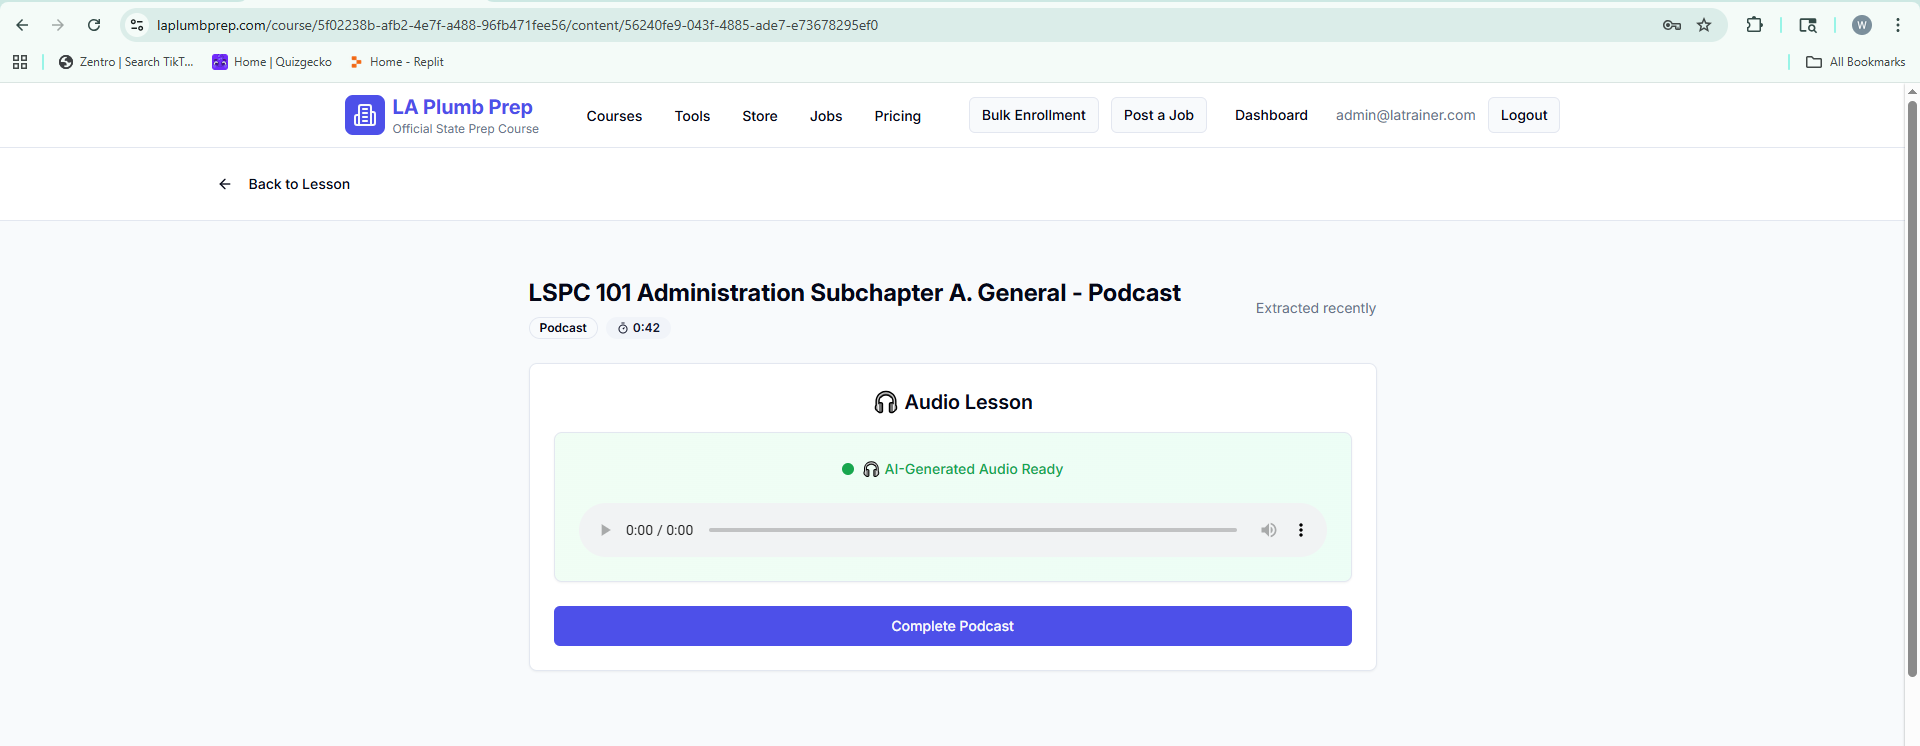 laplumbprep.com/course/5f02238b-afb2-4e7f-a488-96fb471fee56/content/56240fe9-043f-4885-ade7-e73678295ef0
W
Zentro | Search TikT...
Home | Quizgecko
Home - Replit
All Bookmarks
LA Plumb Prep
Official State Prep Course
Courses
Tools
Store
Jobs
Pricing
Bulk Enrollment
Post a Job
Dashboard
admin@latrainer.com
Logout
Back to Lesson
LSPC 101 Administration Subchapter A. General - Podcast
Extracted recently
Podcast
0:42
Audio Lesson
AI-Generated Audio Ready
0:00 / 0:00
Complete Podcast